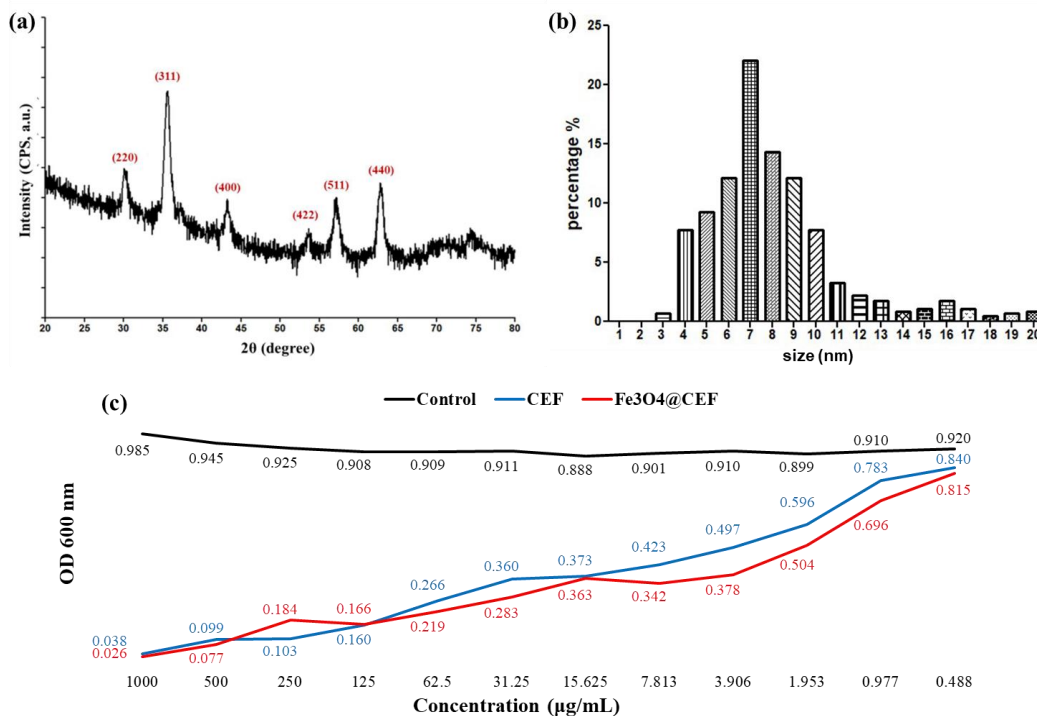 (a)
Intensity (CPS, a.u.)
(220)
(311)
(400)
(422)
(511)
(440)
20 25 30 35 40 45 50 55 60 65 70 75 80
2θ (degree)
(b)
percentage %
25
20
15
10
5
0
1 2 3 4 5 6 7 8 9 10 11 12 13 14 15 16 17 18 19 20
size (nm)
(c)
Control CEF Fe3O4@CEF
OD 600 nm
0.985 0.945 0.925 0.908 0.909 0.911 0.888 0.901 0.910 0.899 0.910 0.920
0.038 0.099 0.103 0.160 0.266 0.360 0.373 0.423 0.497 0.596 0.783 0.840
0.026 0.077 0.184 0.166 0.219 0.283 0.363 0.342 0.378 0.504 0.696 0.815
1000 500 250 125 62.5 31.25 15.625 7.813 3.906 1.953 0.977 0.488
Concentration (µg/mL)